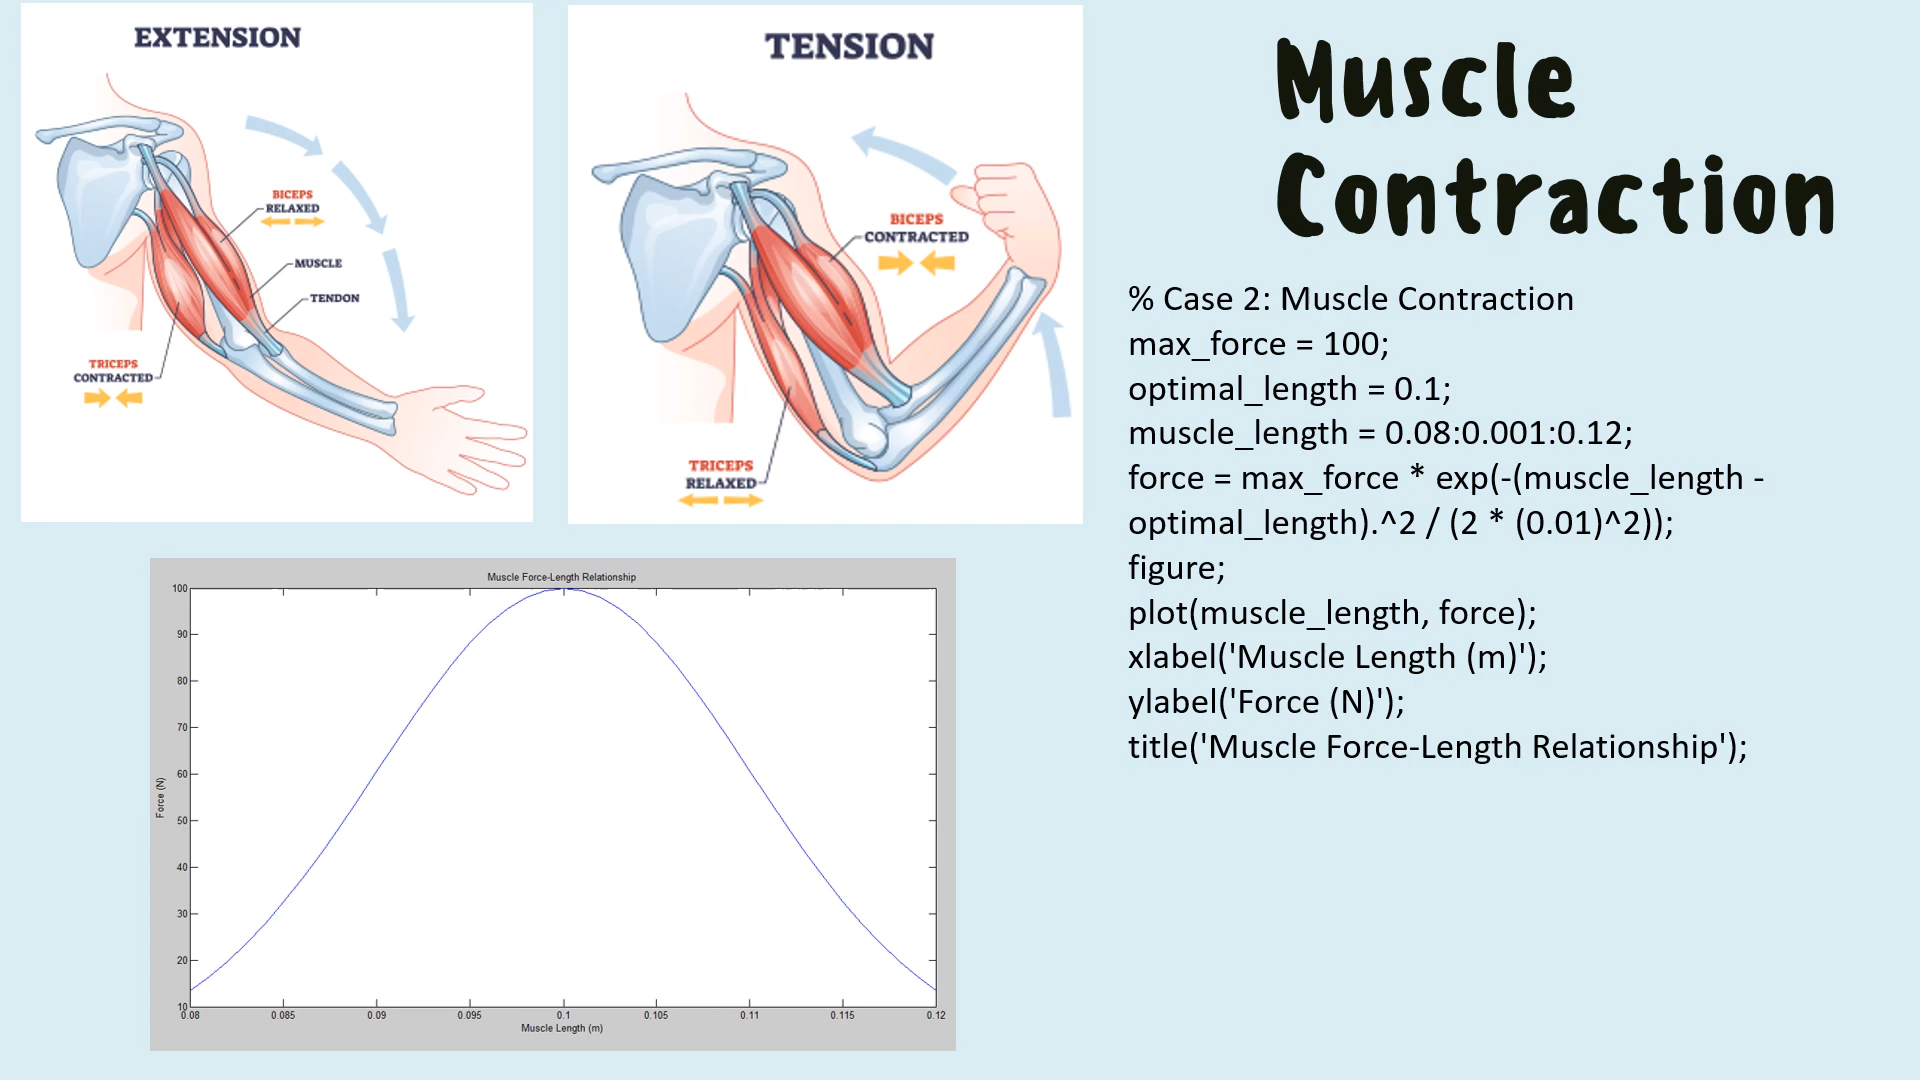 EXTENSION
BICEPS
RELAXED
MUSCLE
TENDON
TRICEPS
CONTRACTED
TENSION
BICEPS
CONTRACTED
TRICEPS
RELAXED
Muscle
Contraction
% Case 2: Muscle Contraction
max_force = 100;
optimal_length = 0.1;
muscle_length = 0.08:0.001:0.12;
force = max_force * exp(-(muscle_length -
optimal_length).^2 / (2 * (0.01)^2));
figure;
plot(muscle_length, force);
xlabel('Muscle Length (m)');
ylabel('Force (N)');
title('Muscle Force-Length Relationship');
Muscle Force-Length Relationship
100
90
80
70
60
50
40
30
20
10
Force (N)
0.08 0.085 0.09 0.095 0.1 0.105 0.11 0.115 0.12
Muscle Length (m)